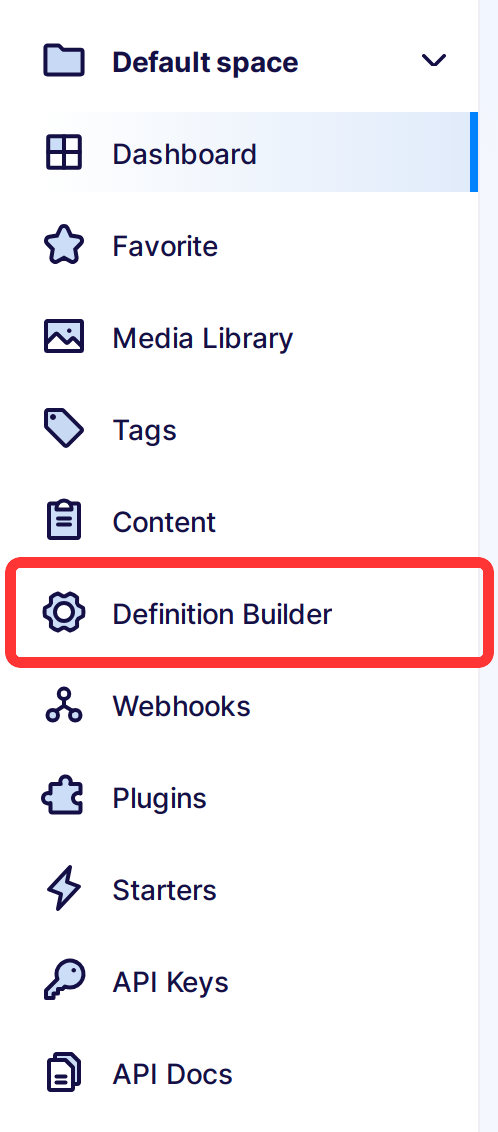 Default space
Dashboard
Favorite
Media Library
Tags
Content
Definition Builder
Webhooks
Plugins
Starters
API Keys
API Docs